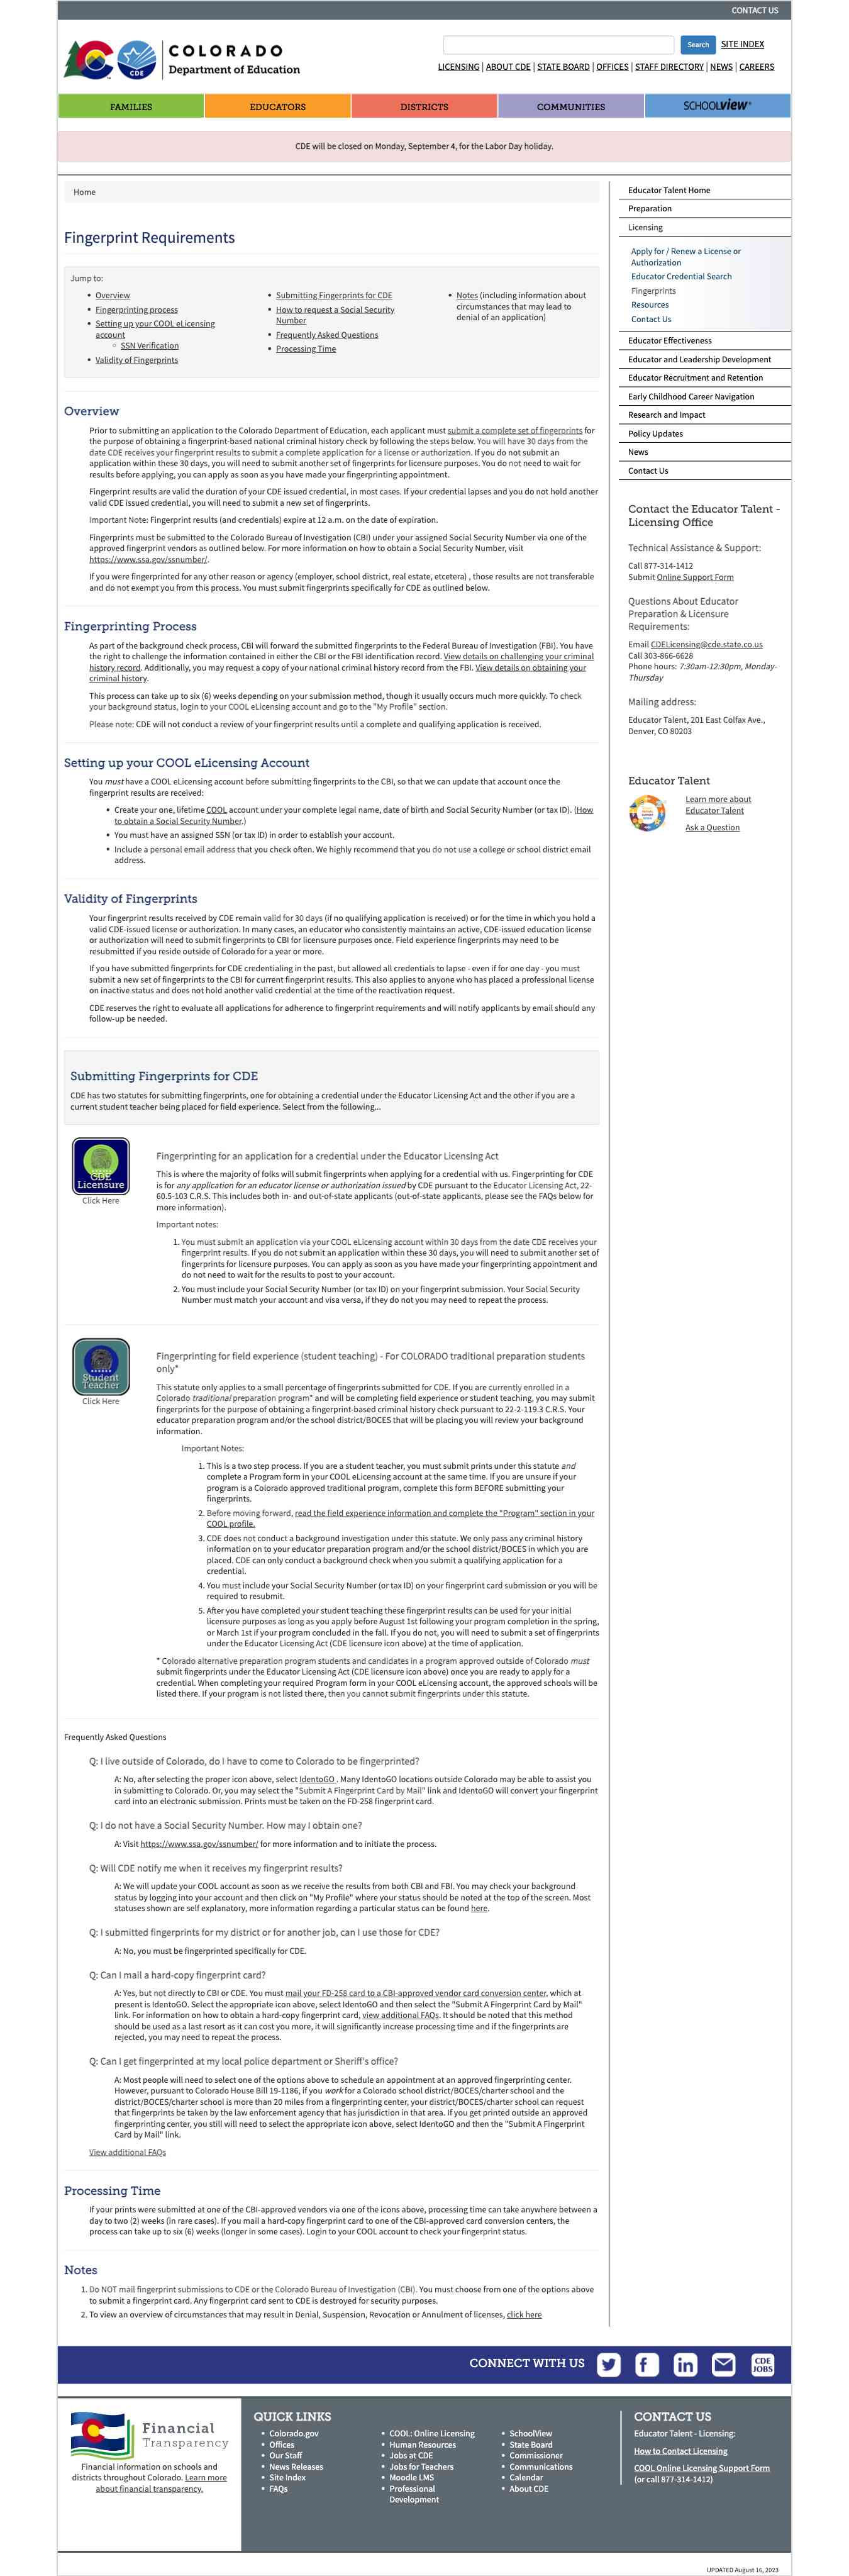 CONTACT US
COLORADO
Department of Education
CDE
Search
SITE INDEX
LICENSING | ABOUT CDE | STATE BOARD | OFFICES | STAFF DIRECTORY | NEWS | CAREERS
FAMILIES
EDUCATORS
DISTRICTS
COMMUNITIES
SCHOOLVIEW®
CDE will be closed on Monday, September 4, for the Labor Day holiday.
Home
Fingerprint Requirements
Jump to:
• Overview
• Fingerprinting process
• Setting up your COOL eLicensing
account
○ SSN Verification
• Validity of Fingerprints
• Submitting Fingerprints for CDE
• How to request a Social Security
Number
• Frequently Asked Questions
• Processing Time
• Notes (including information about
circumstances that may lead to
denial of an application)
Overview
Prior to submitting an application to the Colorado Department of Education, each applicant must submit a complete set of fingerprints for
the purpose of obtaining a fingerprint-based national criminal history check by following the steps below. You will have 30 days from the
date CDE receives your fingerprint results to submit a complete application for a license or authorization. If you do not submit an
application within these 30 days, you will need to submit another set of fingerprints for licensure purposes. You do not need to wait for
results before applying, you can apply as soon as you have made your fingerprinting appointment.
Fingerprint results are valid the duration of your CDE issued credential, in most cases. If your credential lapses and you do not hold another
valid CDE issued credential, you will need to submit a new set of fingerprints.
Important Note: Fingerprint results (and credentials) expire at 12 a.m. on the date of expiration.
Fingerprints must be submitted to the Colorado Bureau of Investigation (CBI) under your assigned Social Security Number via one of the
approved fingerprint vendors as outlined below. For more information on how to obtain a Social Security Number, visit
https://www.ssa.gov/ssnumber/.
If you were fingerprinted for any other reason or agency (employer, school district, real estate, etcetera) , those results are not transferable
and do not exempt you from this process. You must submit fingerprints specifically for CDE as outlined below.
Fingerprinting Process
As part of the background check process, CBI will forward the submitted fingerprints to the Federal Bureau of Investigation (FBI). You have
the right to challenge the information contained in either the CBI or the FBI identification record. View details on challenging your criminal
history record. Additionally, you may request a copy of your national criminal history record from the FBI. View details on obtaining your
criminal history.
This process can take up to six (6) weeks depending on your submission method, though it usually occurs much more quickly. To check
your background status, login to your COOL eLicensing account and go to the "My Profile" section.
Please note: CDE will not conduct a review of your fingerprint results until a complete and qualifying application is received.
Setting up your COOL eLicensing Account
You must have a COOL eLicensing account before submitting fingerprints to the CBI, so that we can update that account once the
fingerprint results are received:
• Create your one, lifetime COOL account under your complete legal name, date of birth and Social Security Number (or tax ID). (How
to obtain a Social Security Number.)
• You must have an assigned SSN (or tax ID) in order to establish your account.
• Include a personal email address that you check often. We highly recommend that you do not use a college or school district email
address.
Validity of Fingerprints
Your fingerprint results received by CDE remain valid for 30 days (if no qualifying application is received) or for the time in which you hold a
valid CDE-issued license or authorization. In many cases, an educator who consistently maintains an active, CDE-issued education license
or authorization will need to submit fingerprints to CBI for licensure purposes once. Field experience fingerprints may need to be
resubmitted if you reside outside of Colorado for a year or more.
If you have submitted fingerprints for CDE credentialing in the past, but allowed all credentials to lapse - even if for one day - you must
submit a new set of fingerprints to the CBI for current fingerprint results. This also applies to anyone who has placed a professional license
on inactive status and does not hold another valid credential at the time of the reactivation request.
CDE reserves the right to evaluate all applications for adherence to fingerprint requirements and will notify applicants by email should any
follow-up be needed.
Submitting Fingerprints for CDE
CDE has two statutes for submitting fingerprints, one for obtaining a credential under the Educator Licensing Act and the other if you are a
current student teacher being placed for field experience. Select from the following...
CDE
Licensure
Click Here
Fingerprinting for an application for a credential under the Educator Licensing Act
This is where the majority of folks will submit fingerprints when applying for a credential with us. Fingerprinting for CDE
is for any application for an educator license or authorization issued by CDE pursuant to the Educator Licensing Act, 22-
60.5-103 C.R.S. This includes both in- and out-of-state applicants (out-of-state applicants, please see the FAQs below for
more information).
Important notes:
1. You must submit an application via your COOL eLicensing account within 30 days from the date CDE receives your
fingerprint results. If you do not submit an application within these 30 days, you will need to submit another set of
fingerprints for licensure purposes. You can apply as soon as you have made your fingerprinting appointment and
do not need to wait for the results to post to your account.
2. You must include your Social Security Number (or tax ID) on your fingerprint submission. Your Social Security
Number must match your account and visa versa, if they do not you may need to repeat the process.
Student
Teacher
Click Here
Fingerprinting for field experience (student teaching) - For COLORADO traditional preparation students
only*
This statute only applies to a small percentage of fingerprints submitted for CDE. If you are currently enrolled in a
Colorado traditional preparation program* and will be completing field experience or student teaching, you may submit
fingerprints for the purpose of obtaining a fingerprint-based criminal history check pursuant to 22-2-119.3 C.R.S. Your
educator preparation program and/or the school district/BOCES that will be placing you will review your background
information.
Important Notes:
1. This is a two step process. If you are a student teacher, you must submit prints under this statute and
complete a Program form in your COOL eLicensing account at the same time. If you are unsure if your
program is a Colorado approved traditional program, complete this form BEFORE submitting your
fingerprints.
2. Before moving forward, read the field experience information and complete the "Program" section in your
COOL profile.
3. CDE does not conduct a background investigation under this statute. We only pass any criminal history
information on to your educator preparation program and/or the school district/BOCES in which you are
placed. CDE can only conduct a background check when you submit a qualifying application for a
credential.
4. You must include your Social Security Number (or tax ID) on your fingerprint card submission or you will be
required to resubmit.
5. After you have completed your student teaching these fingerprint results can be used for your initial
licensure purposes as long as you apply before August 1st following your program completion in the spring,
or March 1st if your program concluded in the fall. If you do not, you will need to submit a set of fingerprints
under the Educator Licensing Act (CDE licensure icon above) at the time of application.
* Colorado alternative preparation program students and candidates in a program approved outside of Colorado must
submit fingerprints under the Educator Licensing Act (CDE licensure icon above) once you are ready to apply for a
credential. When completing your required Program form in your COOL eLicensing account, the approved schools will be
listed there. If your program is not listed there, then you cannot submit fingerprints under this statute.
Frequently Asked Questions
Q: I live outside of Colorado, do I have to come to Colorado to be fingerprinted?
A: No, after selecting the proper icon above, select IdentoGO . Many IdentoGO locations outside Colorado may be able to assist you
in submitting to Colorado. Or, you may select the "Submit A Fingerprint Card by Mail" link and IdentoGO will convert your fingerprint
card into an electronic submission. Prints must be taken on the FD-258 fingerprint card.
Q: I do not have a Social Security Number. How may I obtain one?
A: Visit https://www.ssa.gov/ssnumber/ for more information and to initiate the process.
Q: Will CDE notify me when it receives my fingerprint results?
A: We will update your COOL account as soon as we receive the results from both CBI and FBI. You may check your background
status by logging into your account and then click on "My Profile" where your status should be noted at the top of the screen. Most
statuses shown are self explanatory, more information regarding a particular status can be found here.
Q: I submitted fingerprints for my district or for another job, can I use those for CDE?
A: No, you must be fingerprinted specifically for CDE.
Q: Can I mail a hard-copy fingerprint card?
A: Yes, but not directly to CBI or CDE. You must mail your FD-258 card to a CBI-approved vendor card conversion center, which at
present is IdentoGO. Select the appropriate icon above, select IdentoGO and then select the "Submit A Fingerprint Card by Mail"
link. For information on how to obtain a hard-copy fingerprint card, view additional FAQs. It should be noted that this method
should be used as a last resort as it can cost you more, it will significantly increase processing time and if the fingerprints are
rejected, you may need to repeat the process.
Q: Can I get fingerprinted at my local police department or Sheriff's office?
A: Most people will need to select one of the options above to schedule an appointment at an approved fingerprinting center.
However, pursuant to Colorado House Bill 19-1186, if you work for a Colorado school district/BOCES/charter school and the
district/BOCES/charter school is more than 20 miles from a fingerprinting center, your district/BOCES/charter school can request
that fingerprints be taken by the law enforcement agency that has jurisdiction in that area. If you get printed outside an approved
fingerprinting center, you still will need to select the appropriate icon above, select IdentoGO and then the "Submit A Fingerprint
Card by Mail" link.
View additional FAQs
Processing Time
If your prints were submitted at one of the CBI-approved vendors via one of the icons above, processing time can take anywhere between a
day to two (2) weeks (in rare cases). If you mail a hard-copy fingerprint card to one of the CBI-approved card conversion centers, the
process can take up to six (6) weeks (longer in some cases). Login to your COOL account to check your fingerprint status.
Notes
1. Do NOT mail fingerprint submissions to CDE or the Colorado Bureau of Investigation (CBI). You must choose from one of the options above
to submit a fingerprint card. Any fingerprint card sent to CDE is destroyed for security purposes.
2. To view an overview of circumstances that may result in Denial, Suspension, Revocation or Annulment of licenses, click here
Educator Talent Home
Preparation
Licensing
Apply for / Renew a License or
Authorization
Educator Credential Search
Fingerprints
Resources
Contact Us
Educator Effectiveness
Educator and Leadership Development
Educator Recruitment and Retention
Early Childhood Career Navigation
Research and Impact
Policy Updates
News
Contact Us
Contact the Educator Talent -
Licensing Office
Technical Assistance & Support:
Call 877-314-1412
Submit Online Support Form
Questions About Educator
Preparation & Licensure
Requirements:
Email CDELicensing@cde.state.co.us
Call 303-866-6628
Phone hours: 7:30am-12:30pm, Monday-
Thursday
Mailing address:
Educator Talent, 201 East Colfax Ave.,
Denver, CO 80203
Educator Talent
Learn more about
Educator Talent
Ask a Question
CONNECT WITH US
CDE
JOBS
Financial
Transparency
Financial information on schools and
districts throughout Colorado. Learn more
about financial transparency.
QUICK LINKS
• Colorado.gov
• Offices
• Our Staff
• News Releases
• Site Index
• FAQs
• COOL: Online Licensing
• Human Resources
• Jobs at CDE
• Jobs for Teachers
• Moodle LMS
• Professional
Development
• SchoolView
• State Board
• Commissioner
• Communications
• Calendar
• About CDE
CONTACT US
Educator Talent - Licensing:
How to Contact Licensing
COOL Online Licensing Support Form
(or call 877-314-1412)
UPDATED August 16, 2023